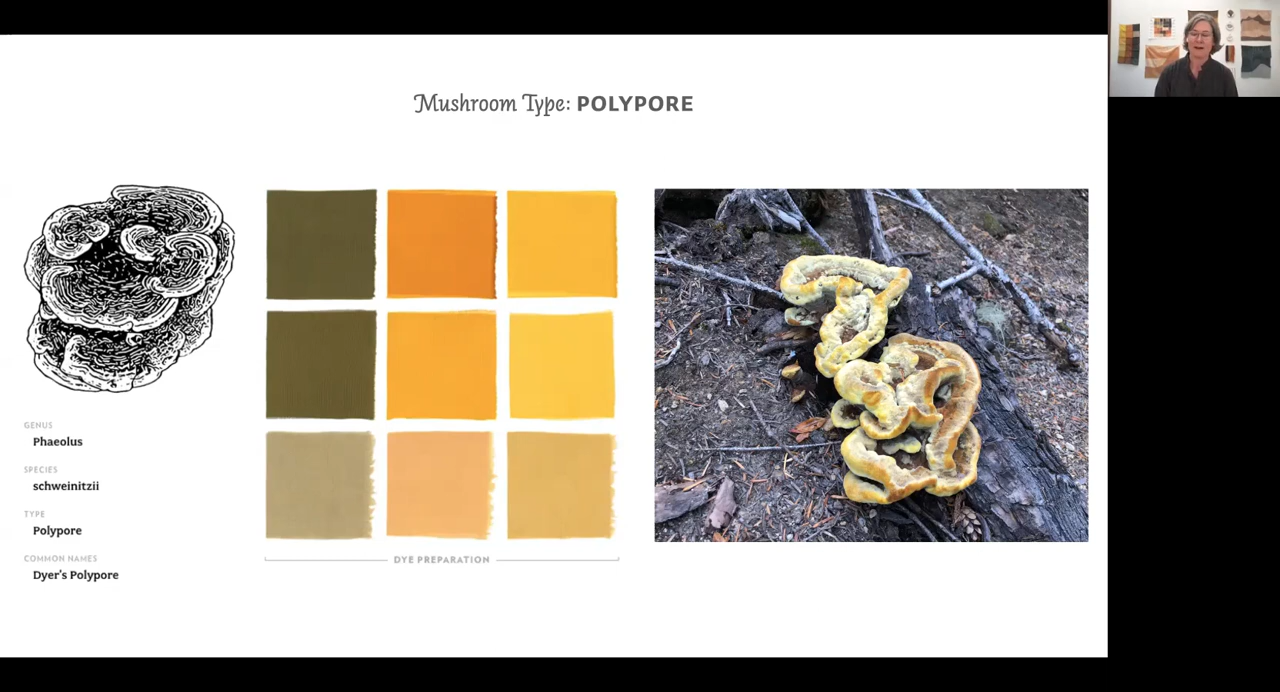 Mushroom Type: POLYPORE
GENUS
Phaeolus
SPECIES
schweinitzii
TYPE
Polypore
COMMON NAMES
Dyer's Polypore
DYE PREPARATION